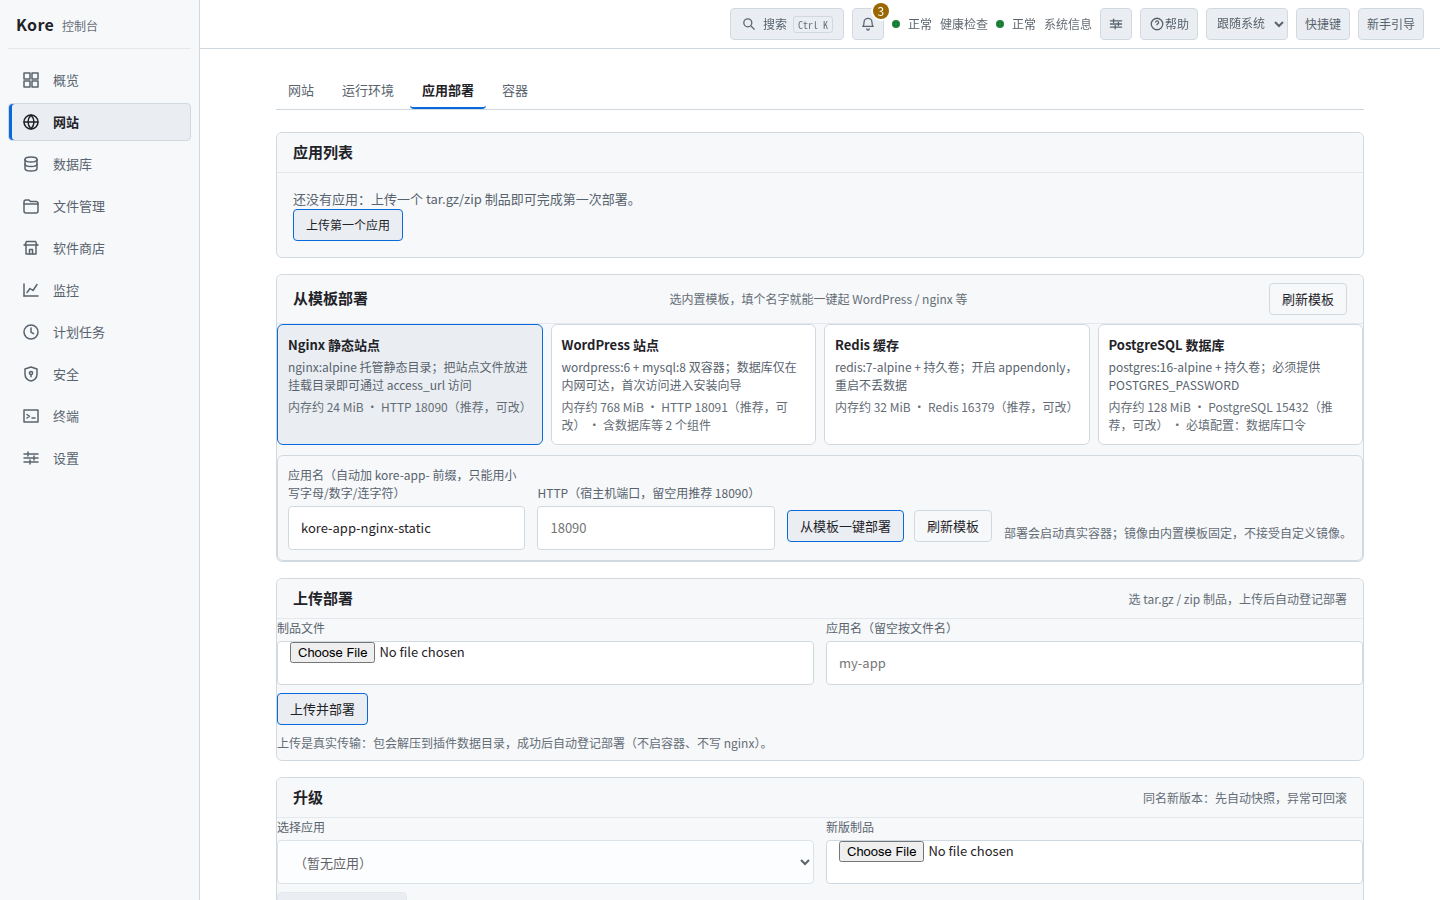 Kore 控制台
搜索 Ctrl K
3
正常 健康检查
正常 系统信息
帮助
跟随系统
快捷键
新手引导
概览
网站
数据库
文件管理
软件商店
监控
计划任务
安全
终端
设置
网站 运行环境 应用部署 容器
应用列表
还没有应用：上传一个 tar.gz/zip 制品即可完成第一次部署。
上传第一个应用
从模板部署
选内置模板，填个名字就能一键起 WordPress / nginx 等
刷新模板
Nginx 静态站点
nginx:alpine 托管静态目录；把站点文件放进
挂载目录即可通过 access_url 访问
内存约 24 MiB · HTTP 18090（推荐，可改）
WordPress 站点
wordpress:6 + mysql:8 双容器；数据库仅在
内网可达，首次访问进入安装向导
内存约 768 MiB · HTTP 18091（推荐，可
改） · 含数据库等 2 个组件
Redis 缓存
redis:7-alpine + 持久卷；开启 appendonly，
重启不丢数据
内存约 32 MiB · Redis 16379（推荐，可改）
PostgreSQL 数据库
postgres:16-alpine + 持久卷；必须提供
POSTGRES_PASSWORD
内存约 128 MiB · PostgreSQL 15432（推
荐，可改） · 必填配置：数据库口令
应用名（自动加 kore-app- 前缀，只能用小
写字母/数字/连字符）
kore-app-nginx-static
HTTP（宿主机端口，留空用推荐 18090）
18090
从模板一键部署
刷新模板
部署会启动真实容器；镜像由内置模板固定，不接受自定义镜像。
上传部署
选 tar.gz / zip 制品，上传后自动登记部署
制品文件
Choose File No file chosen
应用名（留空按文件名）
my-app
上传并部署
上传是真实传输：包会解压到插件数据目录，成功后自动登记部署（不启容器、不写 nginx）。
升级
同名新版本：先自动快照，异常可回滚
选择应用
（暂无应用）
新版制品
Choose File No file chosen